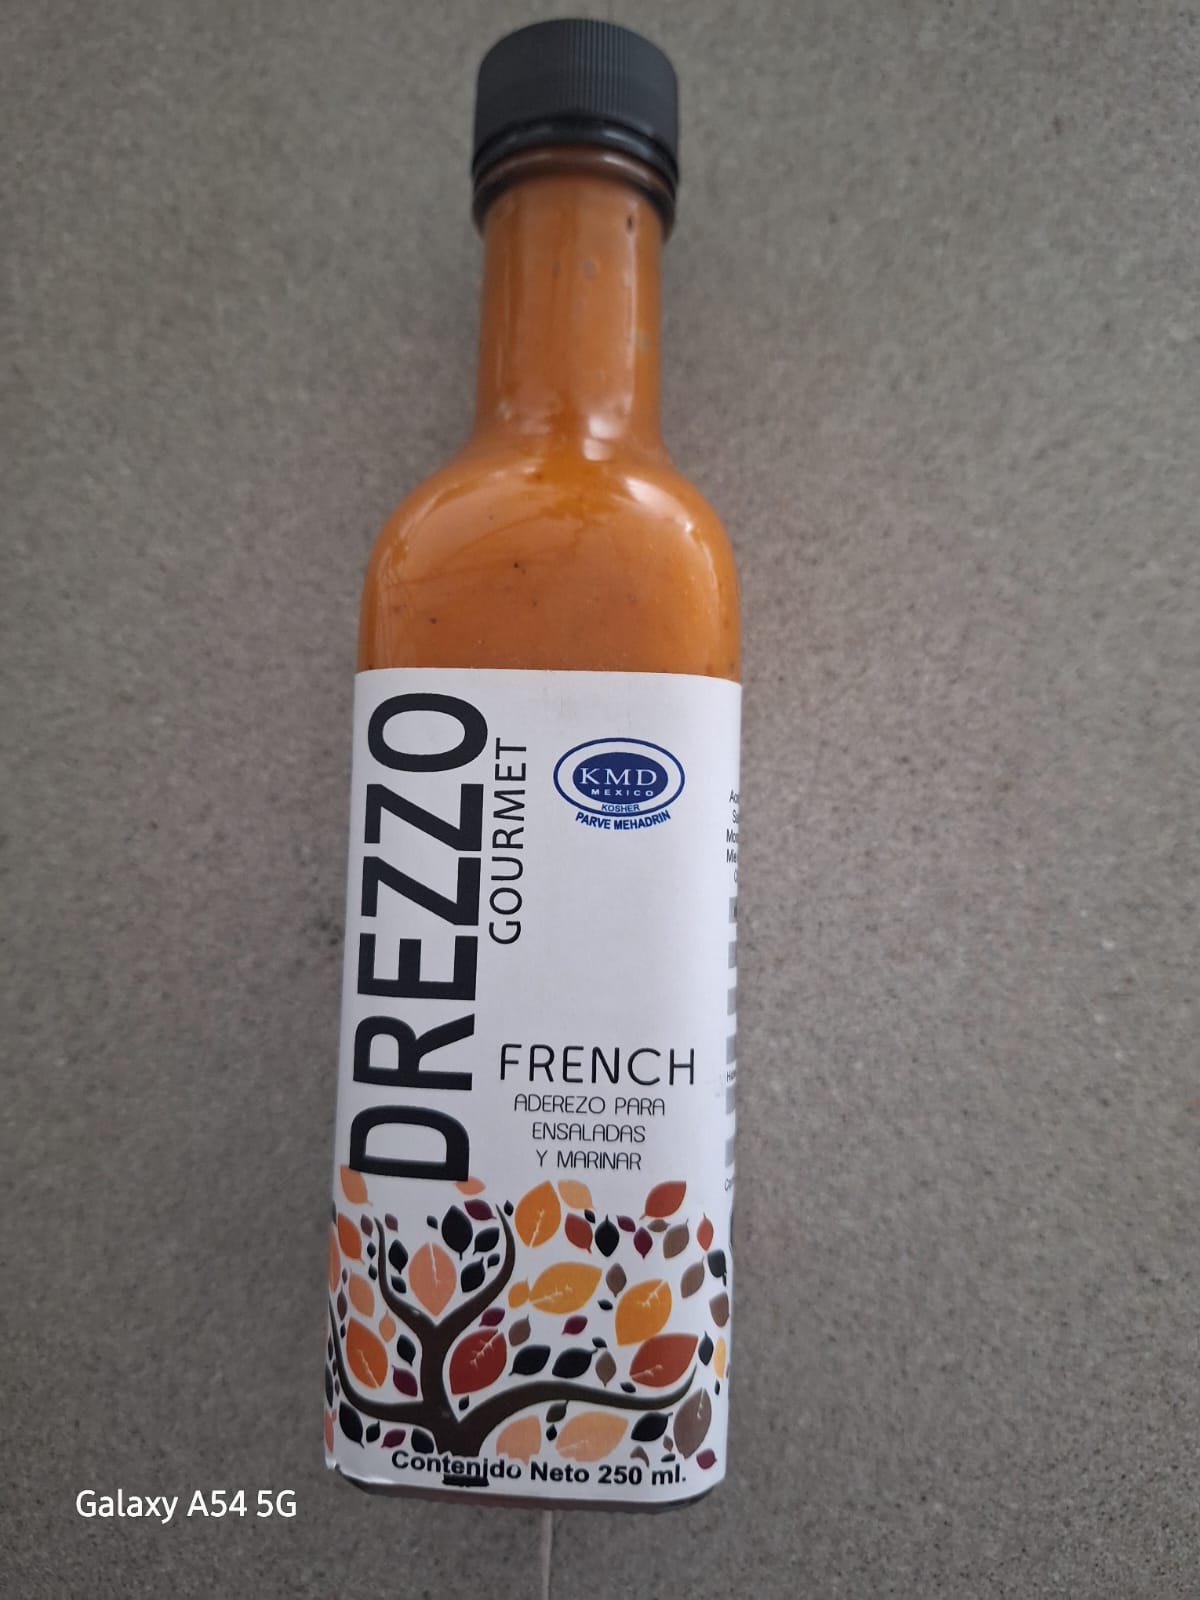 DREZZO
GOURMET
KMD
MEXICO
KOSHER
PARVE MEHADRIN
FRENCH
ADEREZO PARA
ENSALADAS
Y MARINAR
Contenido Neto 250 ml.
Galaxy A54 5G